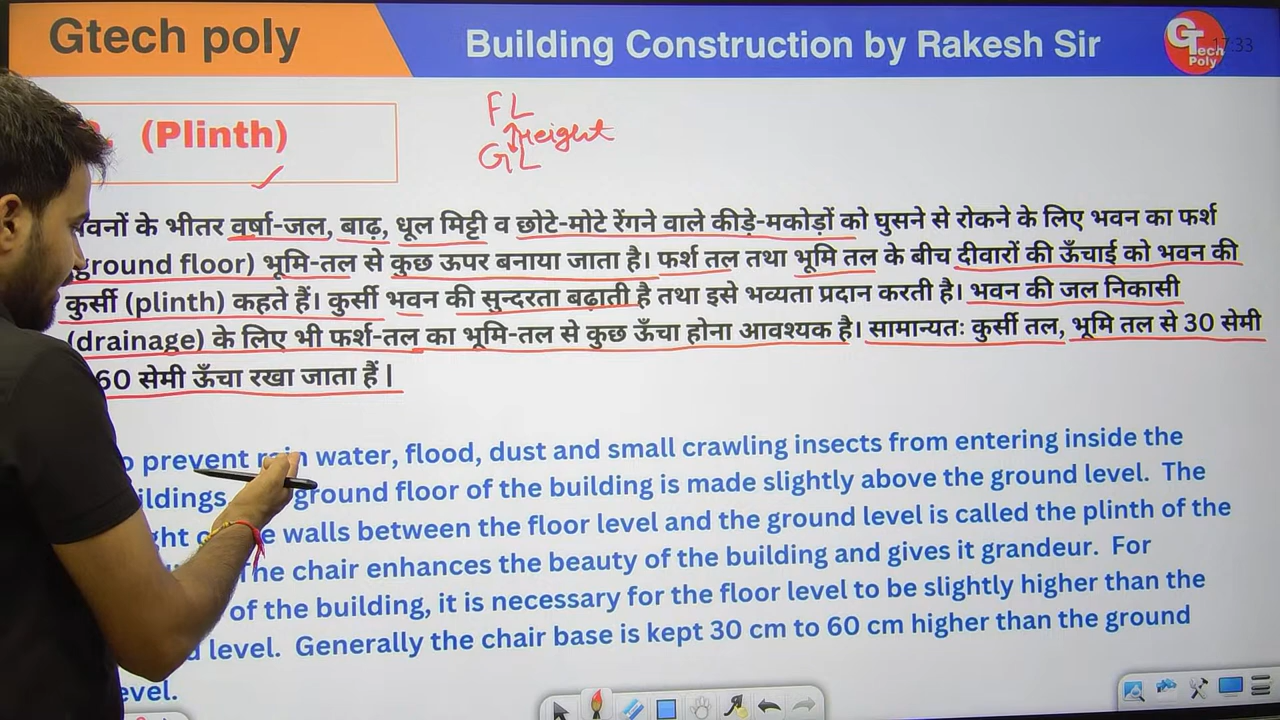 Gtech poly
Building Construction by Rakesh Sir
G Tech Poly
17:33
(Plinth)
FL
Height
GL
के भीतर वर्षा-जल, बाढ़, धूल मिट्टी व छोटे-मोटे रेंगने वाले कीड़े-मकोड़ों को घुसने से रोकने के लिए भवन का फर्श
ground floor) भूमि-तल से कुछ ऊपर बनाया जाता है। फर्श तल तथा भूमि तल के बीच दीवारों की ऊँचाई को भवन की
कुर्सी (plinth) कहते हैं। कुर्सी भवन की सुन्दरता बढ़ाती है तथा इसे भव्यता प्रदान करती है। भवन की जल निकासी
(drainage) के लिए भी फर्श-तल का भूमि-तल से कुछ ऊँचा होना आवश्यक है। सामान्यतः कुर्सी तल, भूमि तल से 30 सेमी
60 सेमी ऊँचा रखा जाता हैं |
prevent rain water, flood, dust and small crawling insects from entering inside the
ground floor of the building is made slightly above the ground level. The
walls between the floor level and the ground level is called the plinth of the
The chair enhances the beauty of the building and gives it grandeur. For
of the building, it is necessary for the floor level to be slightly higher than the
level. Generally the chair base is kept 30 cm to 60 cm higher than the ground
level.